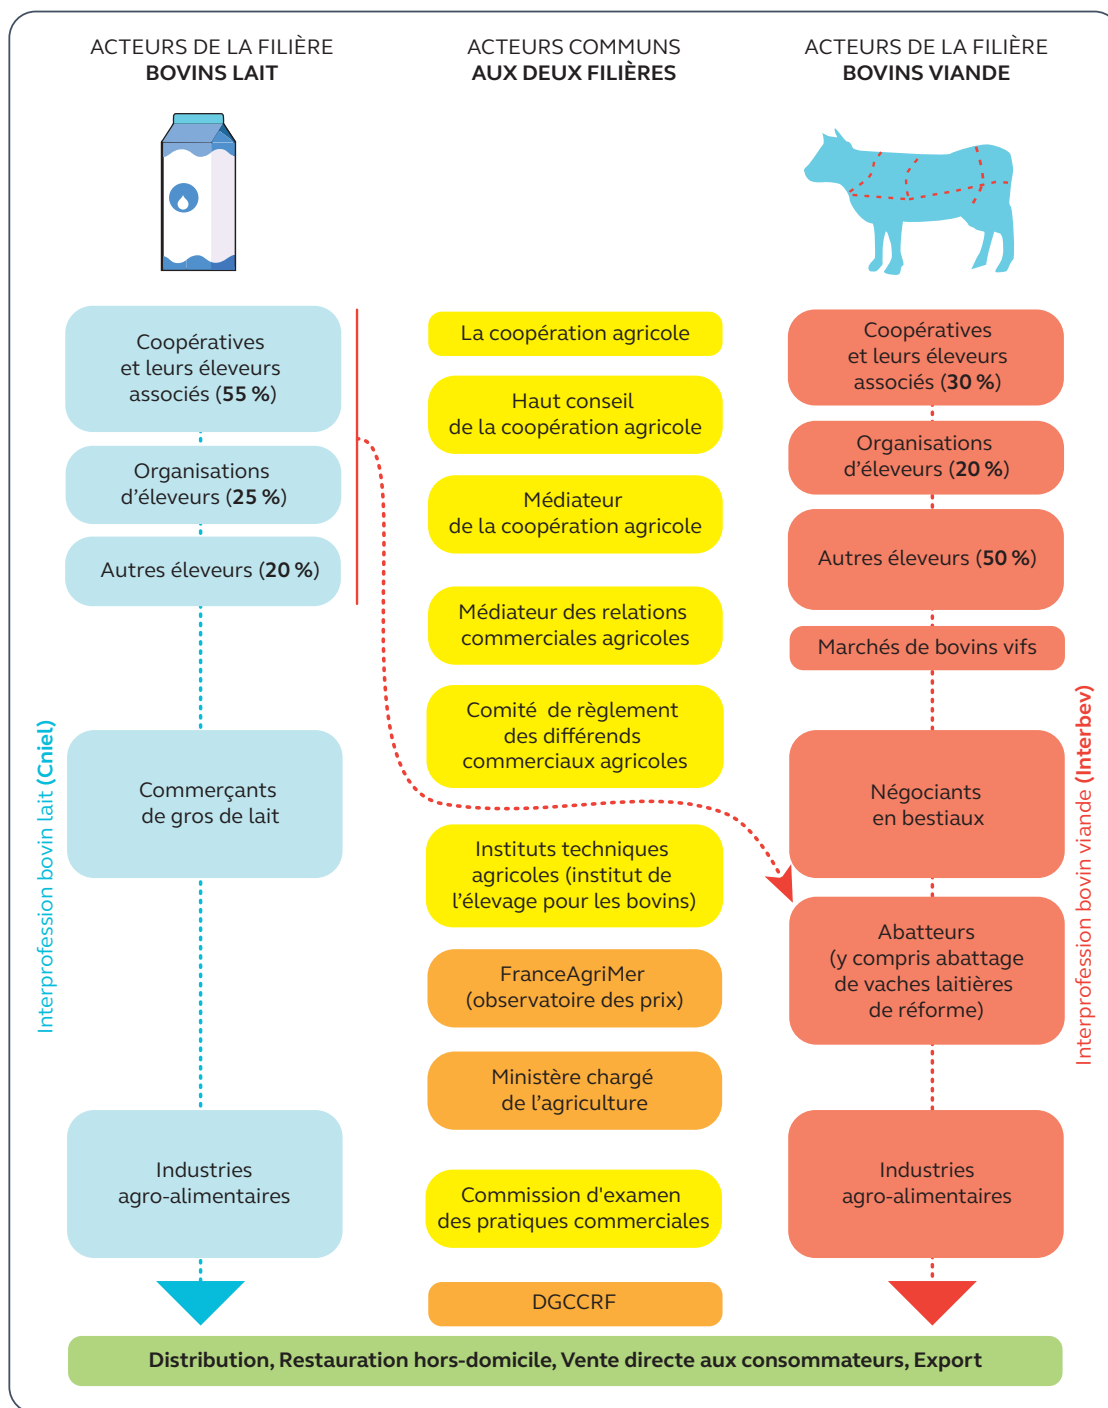 ACTEURS DE LA FILIÈRE
BOVINS LAIT
ACTEURS COMMUNS
AUX DEUX FILIÈRES
ACTEURS DE LA FILIÈRE
BOVINS VIANDE
Coopératives
et leurs éleveurs
associés (55 %)
Organisations
d’éleveurs (25 %)
Autres éleveurs (20 %)
Commerçants
de gros de lait
Industries
agro-alimentaires
Interprofession bovin lait (Cniel)
La coopération agricole
Haut conseil
de la coopération agricole
Médiateur
de la coopération agricole
Médiateur des relations
commerciales agricoles
Comité de règlement
des différends
commerciaux agricoles
Instituts techniques
agricoles (institut de
l’élevage pour les bovins)
FranceAgriMer
(observatoire des prix)
Ministère chargé
de l’agriculture
Commission d'examen
des pratiques commerciales
DGCCRF
Coopératives
et leurs éleveurs
associés (30 %)
Organisations
d’éleveurs (20 %)
Autres éleveurs (50 %)
Marchés de bovins vifs
Négociants
en bestiaux
Abatteurs
(y compris abattage
de vaches laitières
de réforme)
Industries
agro-alimentaires
Interprofession bovin viande (Interbev)
Distribution, Restauration hors-domicile, Vente directe aux consommateurs, Export